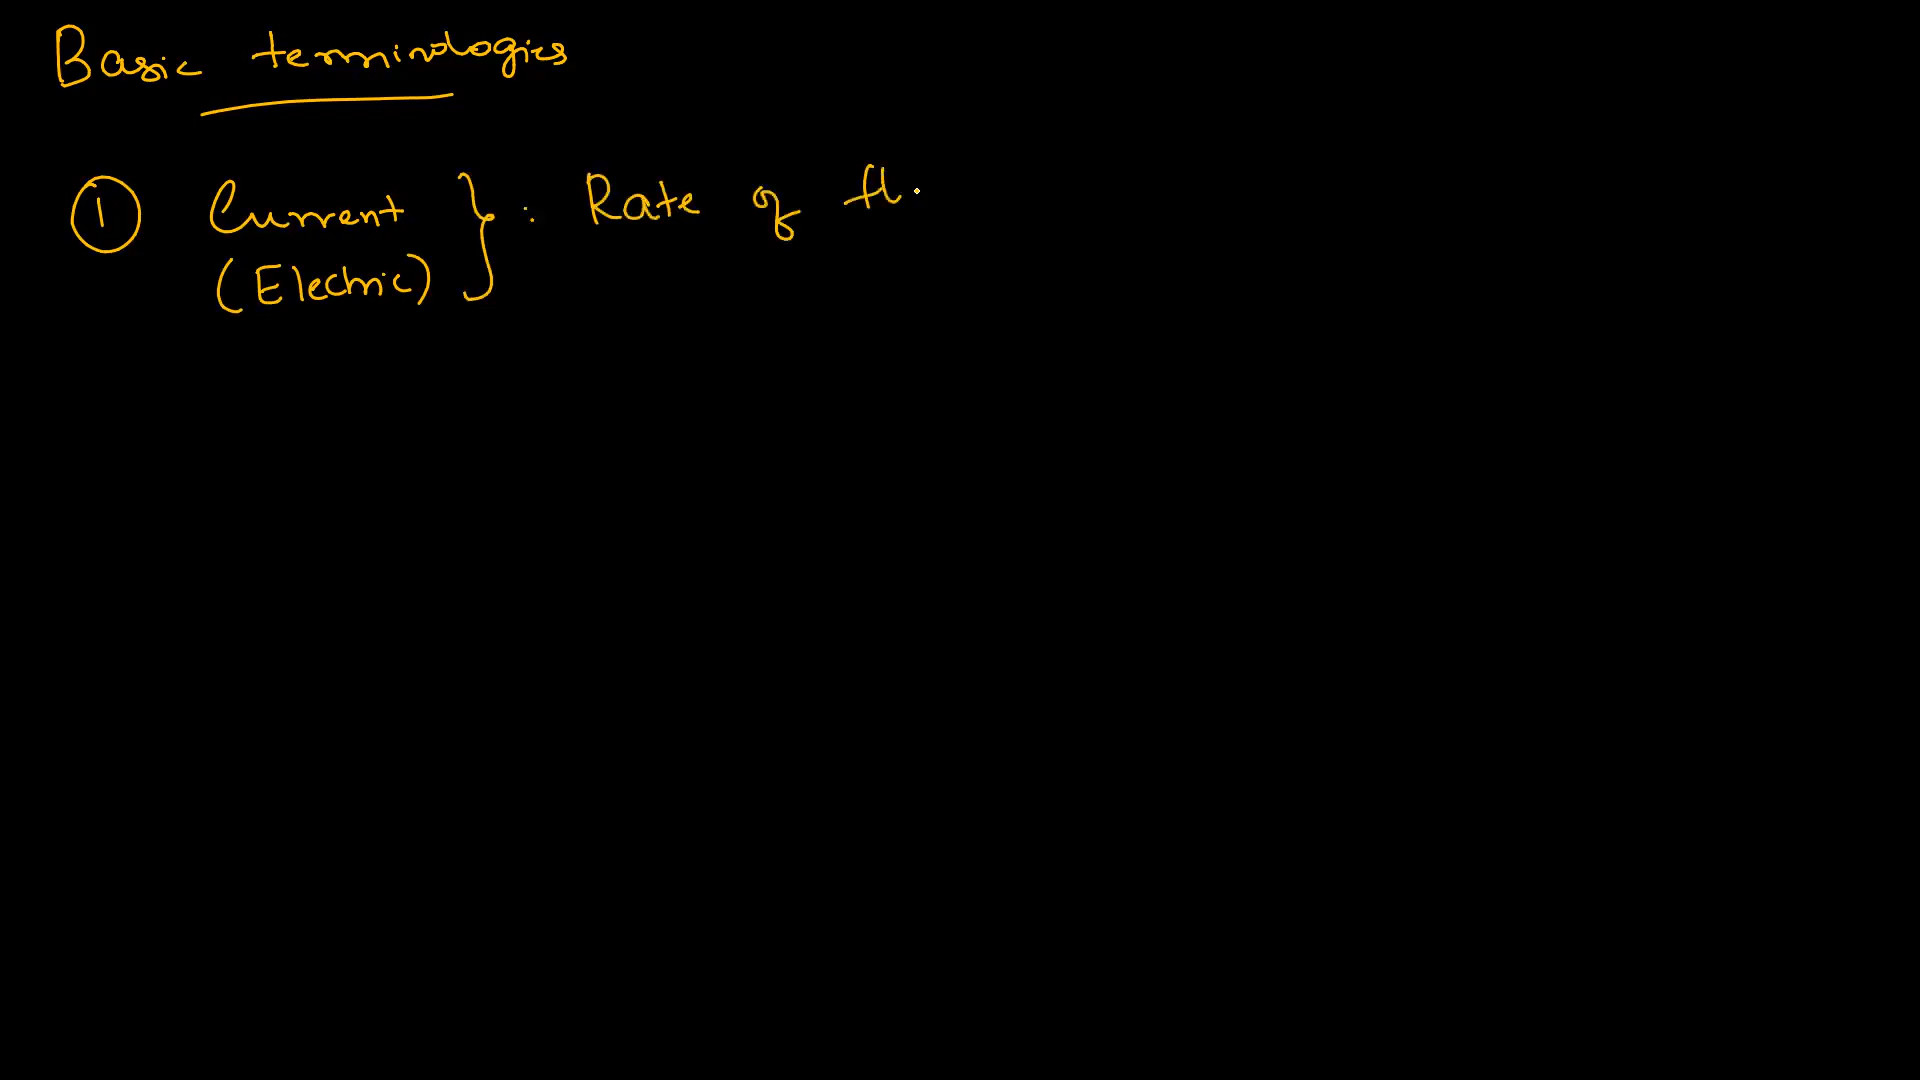 Basic terminologies
① Current } : Rate of fl
(Electric)